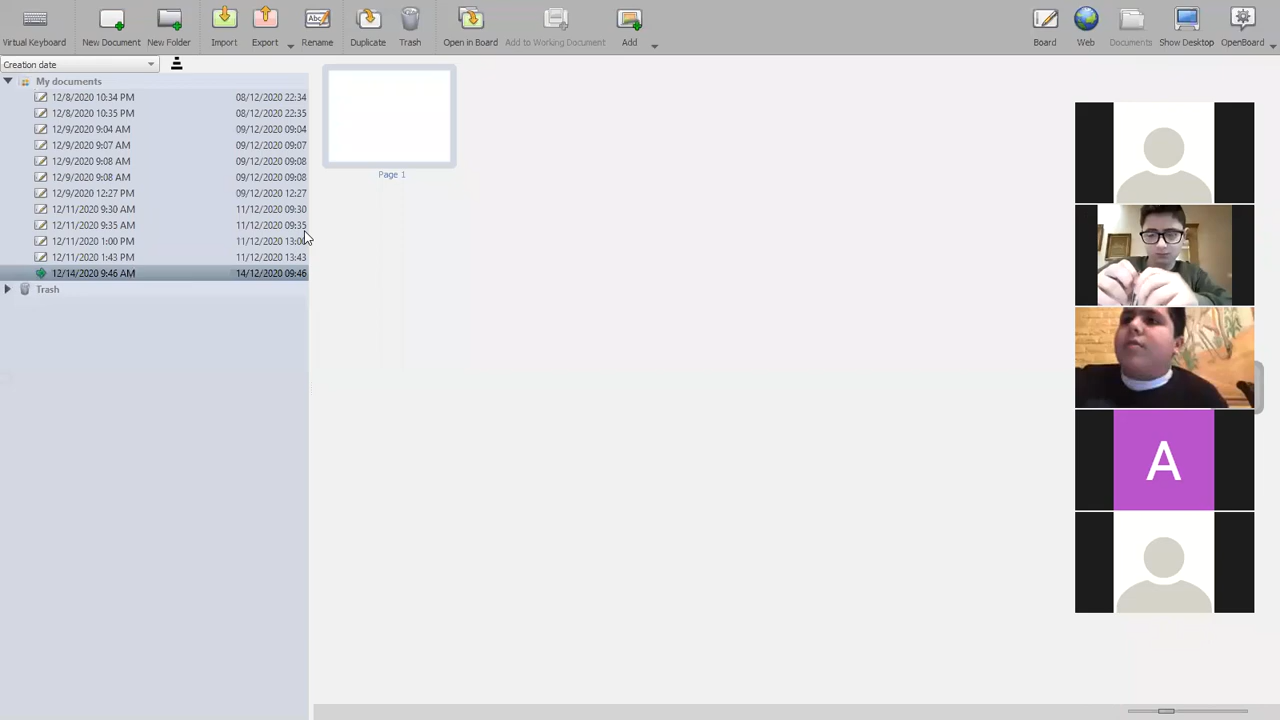 Virtual Keyboard New Document New Folder Import Export Rename Duplicate Trash Open in Board Add to Working Document Add Board Web Documents Show Desktop OpenBoard
Creation date
My documents
12/8/2020 10:34 PM 08/12/2020 22:34
12/8/2020 10:35 PM 08/12/2020 22:35
12/9/2020 9:04 AM 09/12/2020 09:04
12/9/2020 9:07 AM 09/12/2020 09:07
12/9/2020 9:08 AM 09/12/2020 09:08
12/9/2020 9:08 AM 09/12/2020 09:08
12/9/2020 12:27 PM 09/12/2020 12:27
12/11/2020 9:30 AM 11/12/2020 09:30
12/11/2020 9:35 AM 11/12/2020 09:35
12/11/2020 1:00 PM 11/12/2020 13:00
12/11/2020 1:43 PM 11/12/2020 13:43
12/14/2020 9:46 AM 14/12/2020 09:46
Trash
Page 1
A